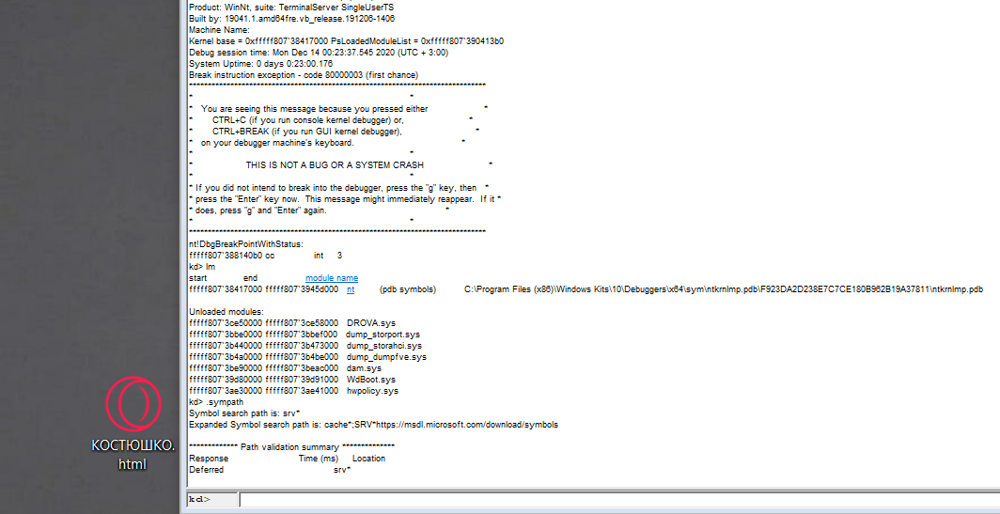 Product: WinNt, suite: TerminalServer SingleUserTS
Built by: 19041.1.amd64fre.vb_release.191206-1406
Machine Name:
Kernel base = 0xfffff807`38417000 PsLoadedModuleList = 0xfffff807`390413b0
Debug session time: Mon Dec 14 00:23:37.545 2020 (UTC + 3:00)
System Uptime: 0 days 0:23:00.176
Break instruction exception - code 80000003 (first chance)
*******************************************************************************
* *
* You are seeing this message because you pressed either *
* CTRL+C (if you run console kernel debugger) or, *
* CTRL+BREAK (if you run GUI kernel debugger), *
* on your debugger machine's keyboard. *
* *
* THIS IS NOT A BUG OR A SYSTEM CRASH *
* *
* If you did not intend to break into the debugger, press the "g" key, then *
* press the "Enter" key now. This message might immediately reappear. If it *
* does, press "g" and "Enter" again. *
* *
*******************************************************************************
nt!DbgBreakPointWithStatus:
fffff807`388140b0 cc int 3
kd> lm
start end module name
fffff807`38417000 fffff807`3945d000 nt (pdb symbols) C:\Program Files (x86)\Windows Kits\10\Debuggers\x64\sym\ntkrnlmp.pdb\F923DA2D238E7C7CE180B962B19A37811\ntkrnlmp.pdb
Unloaded modules:
fffff807`3ce50000 fffff807`3ce58000 DROVA.sys
fffff807`3bbe0000 fffff807`3bbef000 dump_storport.sys
fffff807`3b440000 fffff807`3b473000 dump_storahci.sys
fffff807`3b4a0000 fffff807`3b4be000 dump_dumpfve.sys
fffff807`3be90000 fffff807`3beac000 dam.sys
fffff807`39d80000 fffff807`39d91000 WdBoot.sys
fffff807`3ae30000 fffff807`3ae41000 hwpolicy.sys
kd> .sympath
Symbol search path is: srv*
Expanded Symbol search path is: cache*;SRV*https://msdl.microsoft.com/download/symbols
************* Path validation summary **************
Response Time (ms) Location
Deferred srv*
kd>
КОСТЮШКО.
html